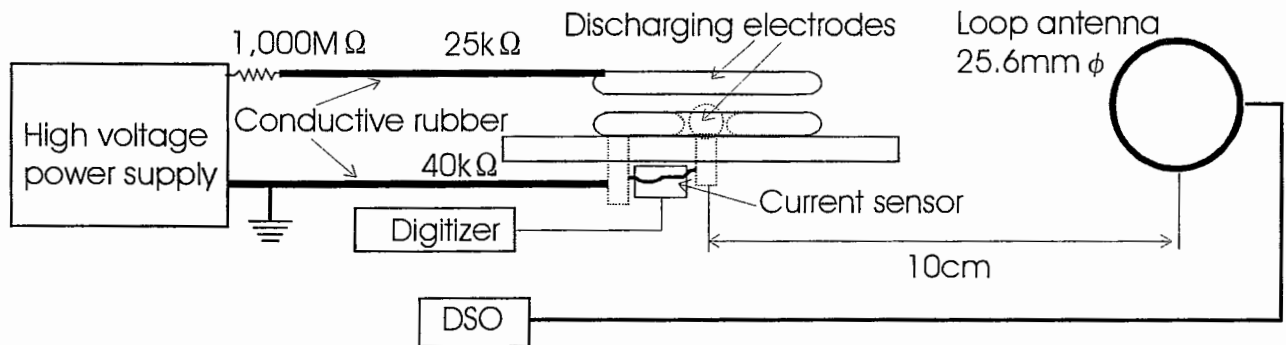 1,000MΩ
25kΩ
Discharging electrodes
Loop antenna
25.6mm ϕ
High voltage
power supply
Conductive rubber
40kΩ
Current sensor
Digitizer
10cm
DSO